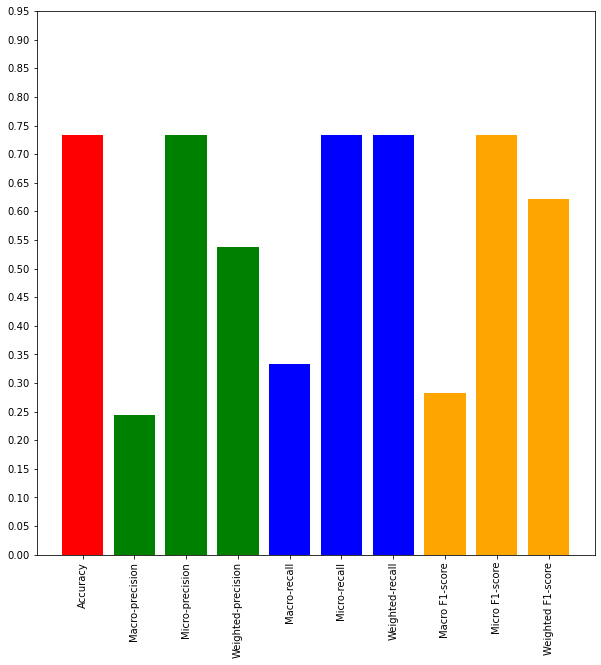 0.95
0.90
0.85
0.80
0.75
0.70
0.65
0.60
0.55
0.50
0.45
0.40
0.35
0.30
0.25
0.20
0.15
0.10
0.05
0.00
Accuracy
Macro-precision
Micro-precision
Weighted-precision
Macro-recall
Micro-recall
Weighted-recall
Macro F1-score
Micro F1-score
Weighted F1-score